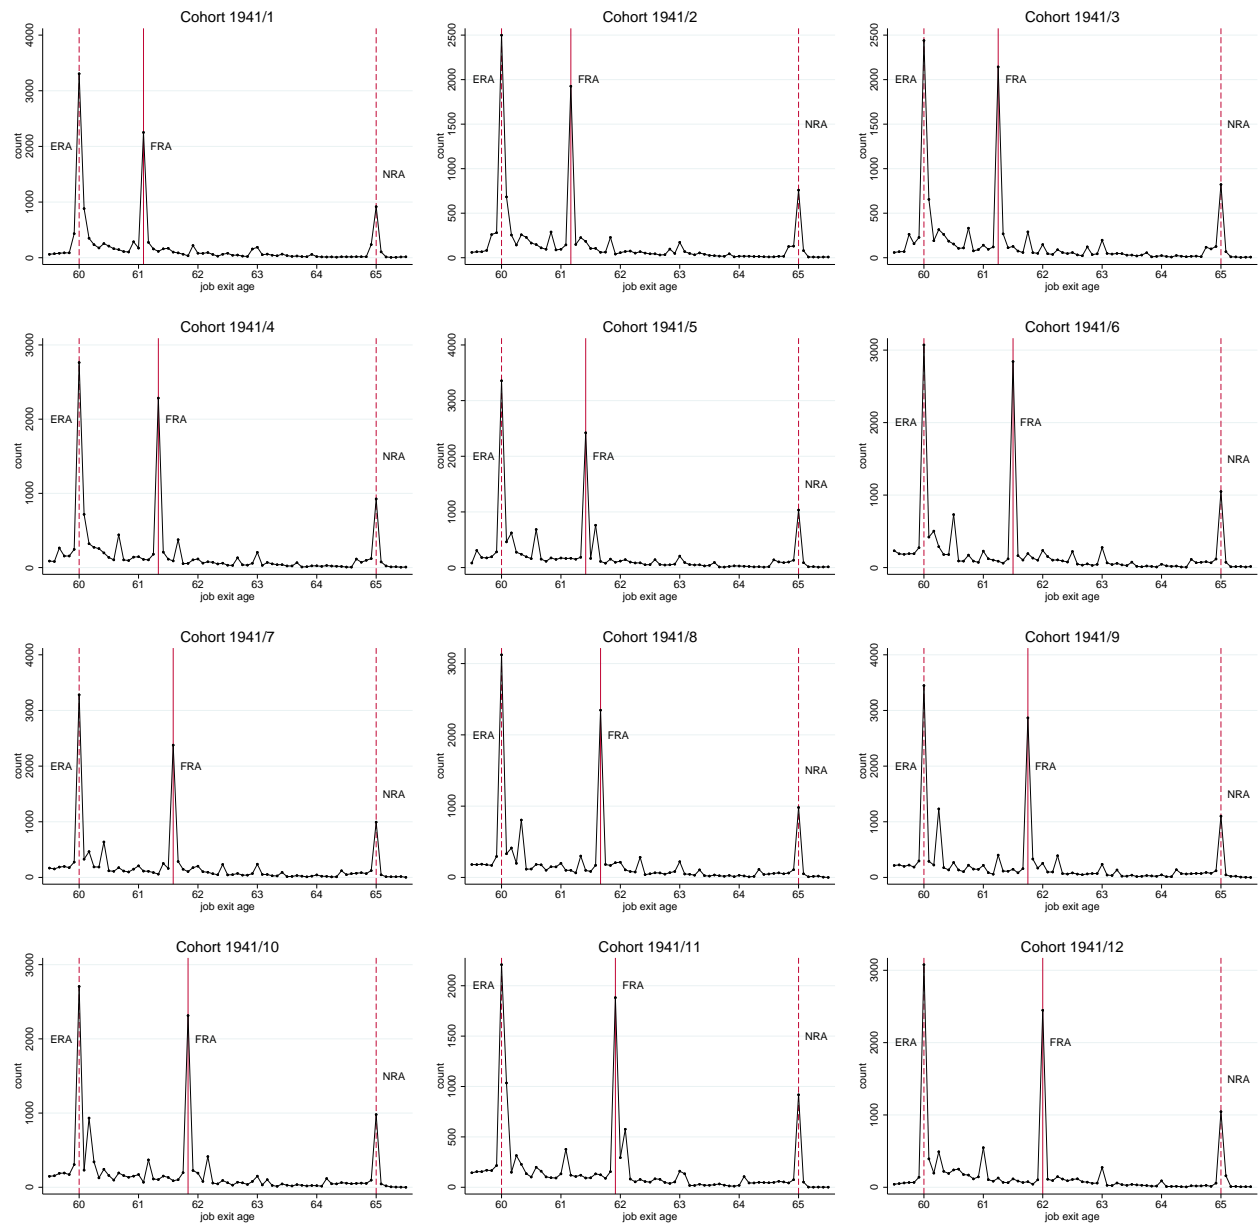 Cohort 1941/1
count
0 1000 2000 3000 4000
ERA
FRA
NRA
60 61 62 63 64 65
job exit age
Cohort 1941/2
count
0 500 1000 1500 2000 2500
ERA
FRA
NRA
60 61 62 63 64 65
job exit age
Cohort 1941/3
count
0 500 1000 1500 2000 2500
ERA
FRA
NRA
60 61 62 63 64 65
job exit age
Cohort 1941/4
count
0 1000 2000 3000
ERA
FRA
NRA
60 61 62 63 64 65
job exit age
Cohort 1941/5
count
0 1000 2000 3000 4000
ERA
FRA
NRA
60 61 62 63 64 65
job exit age
Cohort 1941/6
count
0 1000 2000 3000
ERA
FRA
NRA
60 61 62 63 64 65
job exit age
Cohort 1941/7
count
0 1000 2000 3000 4000
ERA
FRA
NRA
60 61 62 63 64 65
job exit age
Cohort 1941/8
count
0 1000 2000 3000
ERA
FRA
NRA
60 61 62 63 64 65
job exit age
Cohort 1941/9
count
0 1000 2000 3000 4000
ERA
FRA
NRA
60 61 62 63 64 65
job exit age
Cohort 1941/10
count
0 1000 2000 3000
ERA
FRA
NRA
60 61 62 63 64 65
job exit age
Cohort 1941/11
count
0 500 1000 1500 2000
ERA
FRA
NRA
60 61 62 63 64 65
job exit age
Cohort 1941/12
count
0 1000 2000 3000
ERA
FRA
NRA
60 61 62 63 64 65
job exit age